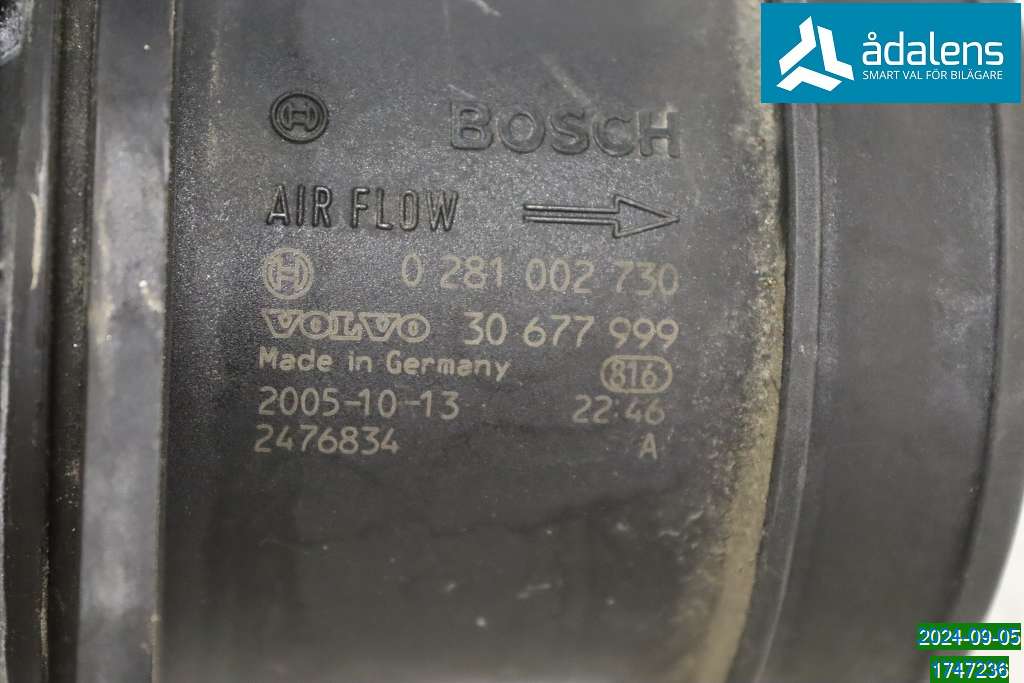 ådalens
SMART VAL FÖR BILÄGARE
BOSCH
AIR FLOW
0 281 002 730
VOLVO 30 677 999
Made in Germany 816
2005-10-13 22:46
2476834 A
2024-09-05
1747236